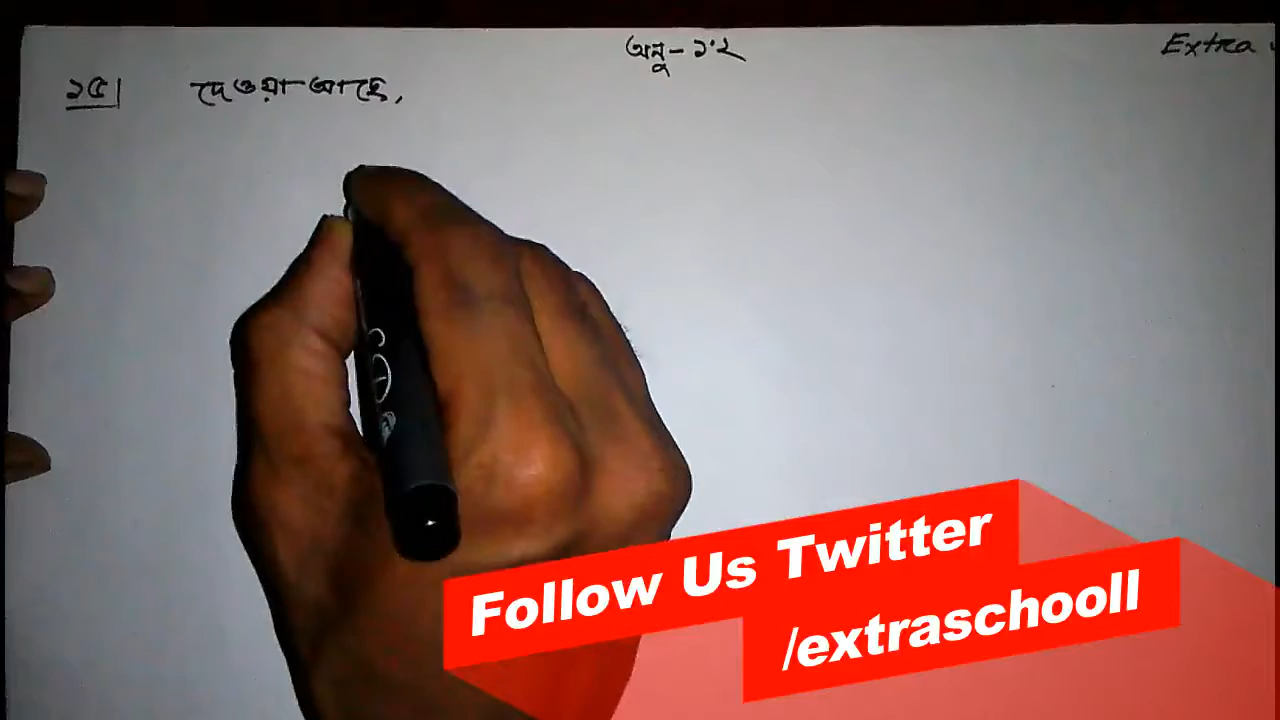 অনু - ১.২
Extra
১৫। দেওয়া আছে,
Follow Us Twitter
/extraschooll